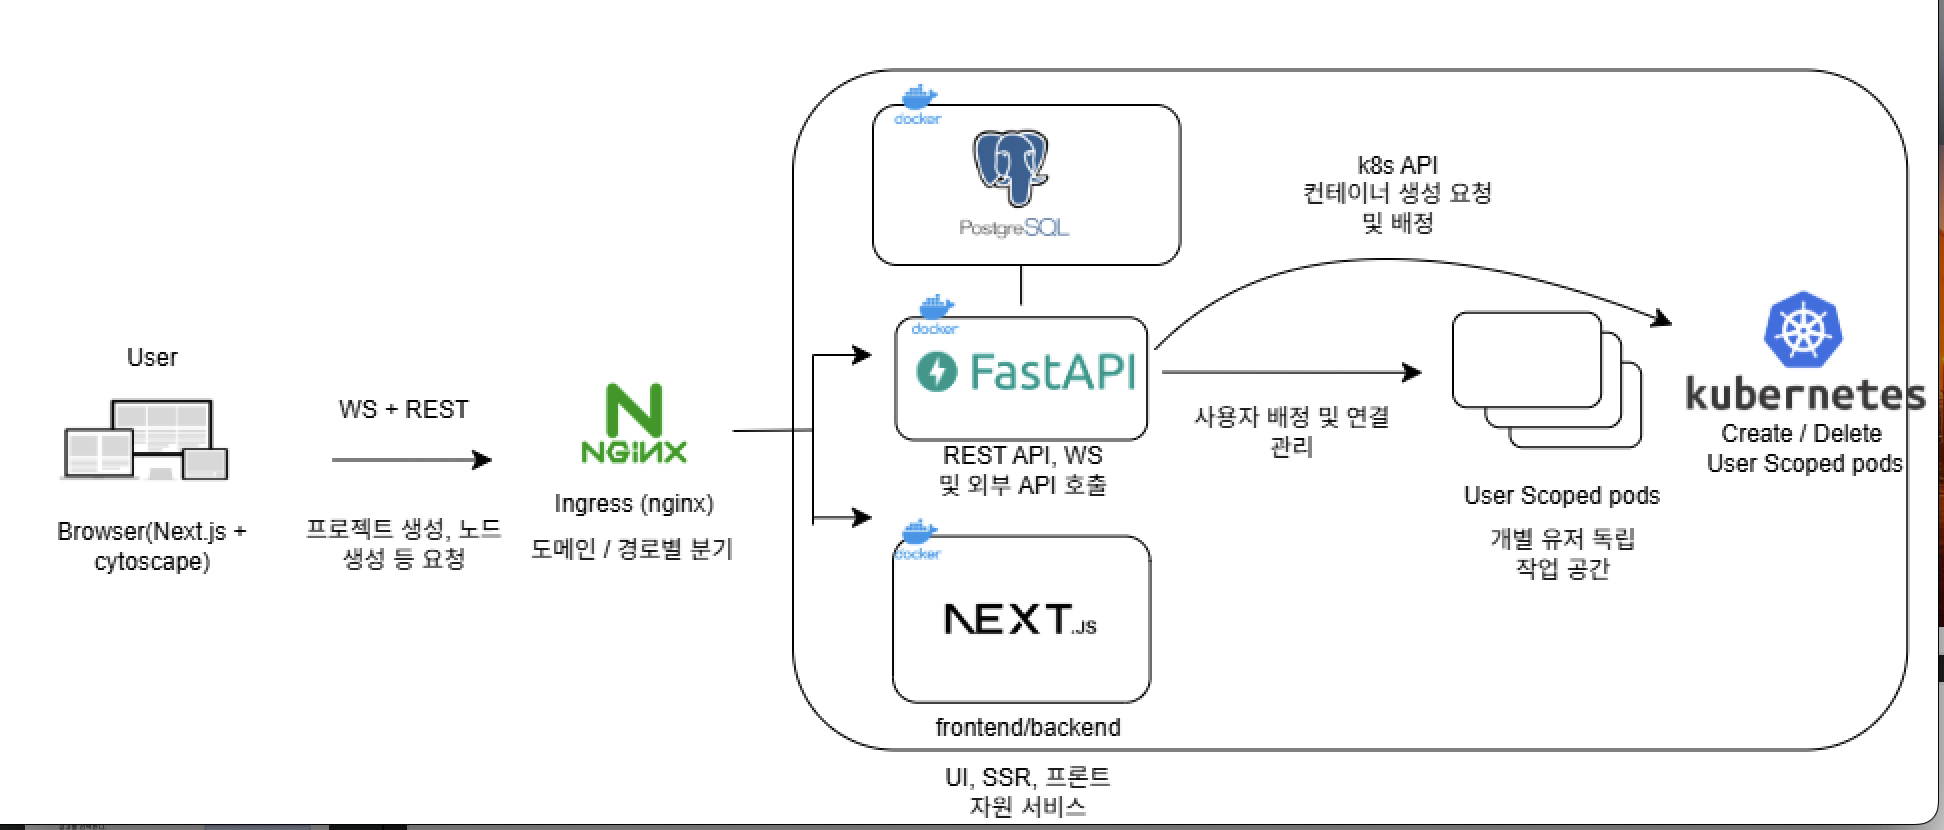 User
Browser(Next.js +
cytoscape)
WS + REST
프로젝트 생성, 노드
생성 등 요청
NGINX
Ingress (nginx)
도메인 / 경로별 분기
docker
PostgreSQL
docker
FastAPI
REST API, WS
및 외부 API 호출
docker
NEXT.JS
frontend/backend
UI, SSR, 프론트
자원 서비스
k8s API
컨테이너 생성 요청
및 배정
사용자 배정 및 연결
관리
User Scoped pods
개별 유저 독립
작업 공간
kubernetes
Create / Delete
User Scoped pods